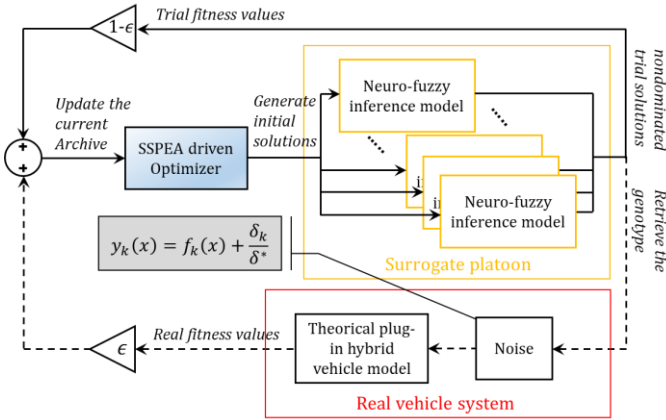 Trial fitness values
1-ϵ
nondominated
trial solutions
Neuro-fuzzy
inference model
Update the
current
Archive
Generate
initial
solutions
SSPEA driven
Optimizer
+
+
in
i
Neuro-fuzzy
inference model
Surrogate platoon
Retrieve the
genotype
y_k(x) = f_k(x) + δ_k/δ*
Real fitness values
ϵ
Theorical plug-
in hybrid
vehicle model
Noise
Real vehicle system